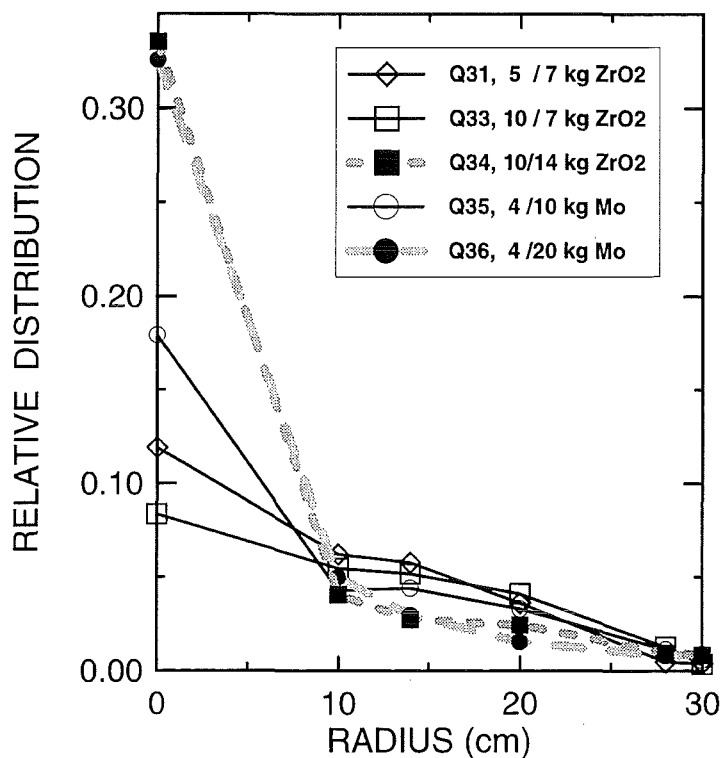 RELATIVE DISTRIBUTION
0.30
0.20
0.10
0.00
Q31, 5 / 7 kg ZrO2
Q33, 10 / 7 kg ZrO2
Q34, 10/14 kg ZrO2
Q35, 4 /10 kg Mo
Q36, 4 /20 kg Mo
0 10 20 30
RADIUS (cm)